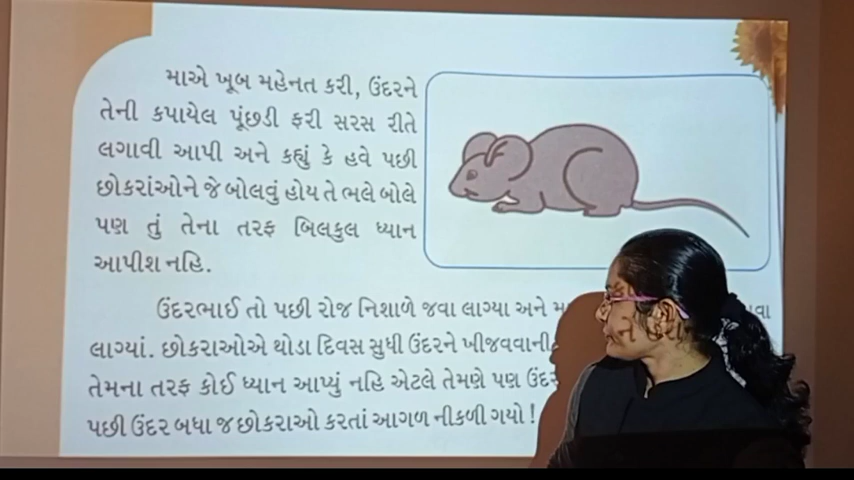 માએ ખૂબ મહેનત કરી, ઉંદરને
તેની કપાયેલ પૂંછડી ફરી સરસ રીતે
લગાવી આપી અને કહ્યું કે હવે પછી
છોકરાંઓને જે બોલવું હોય તે ભલે બોલે
પણ તું તેના તરફ બિલકુલ ધ્યાન
આપીશ નહિ.
ઉંદરભાઈ તો પછી રોજ નિશાળે જવા લાગ્યા અને
લાગ્યાં. છોકરાઓએ થોડા દિવસ સુધી ઉંદરને ખીજવવાની
તેમના તરફ કોઈ ધ્યાન આપ્યું નહિ એટલે તેમણે પણ
પછી ઉંદર બધા જ છોકરાઓ કરતાં આગળ નીકળી ગયો !